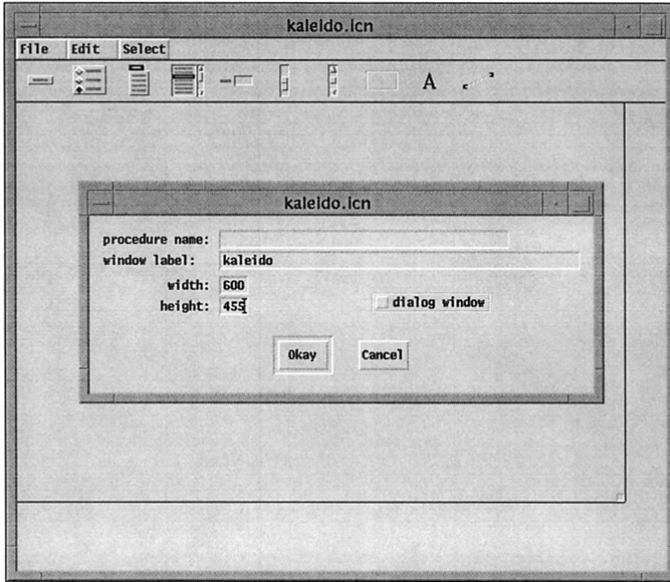 kaleido.icn
File Edit Select
A
kaleido.icn
procedure name:
window label: kaleido
width: 600
height: 455
dialog window
Okay Cancel